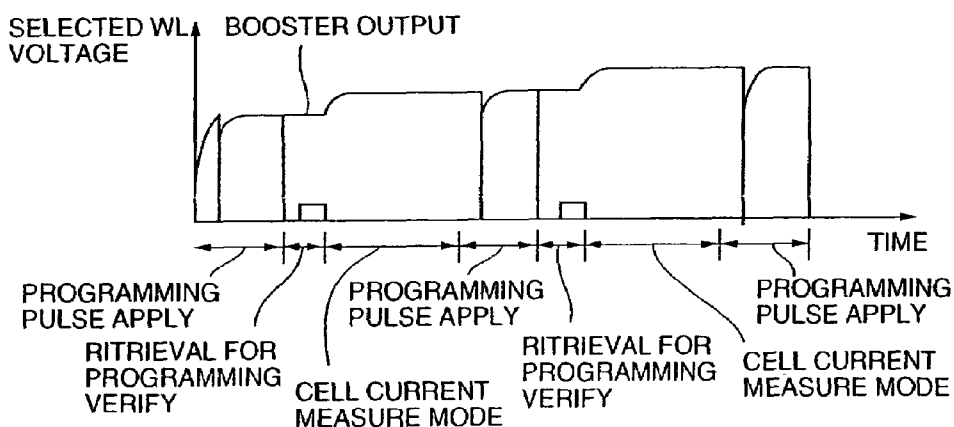 SELECTED WL
VOLTAGE
BOOSTER OUTPUT
TIME
PROGRAMMING
PULSE APPLY
RITRIEVAL FOR
PROGRAMMING
VERIFY
CELL CURRENT
MEASURE MODE
PROGRAMMING
PULSE APPLY
RITRIEVAL FOR
PROGRAMMING
VERIFY
CELL CURRENT
MEASURE MODE
PROGRAMMING
PULSE APPLY